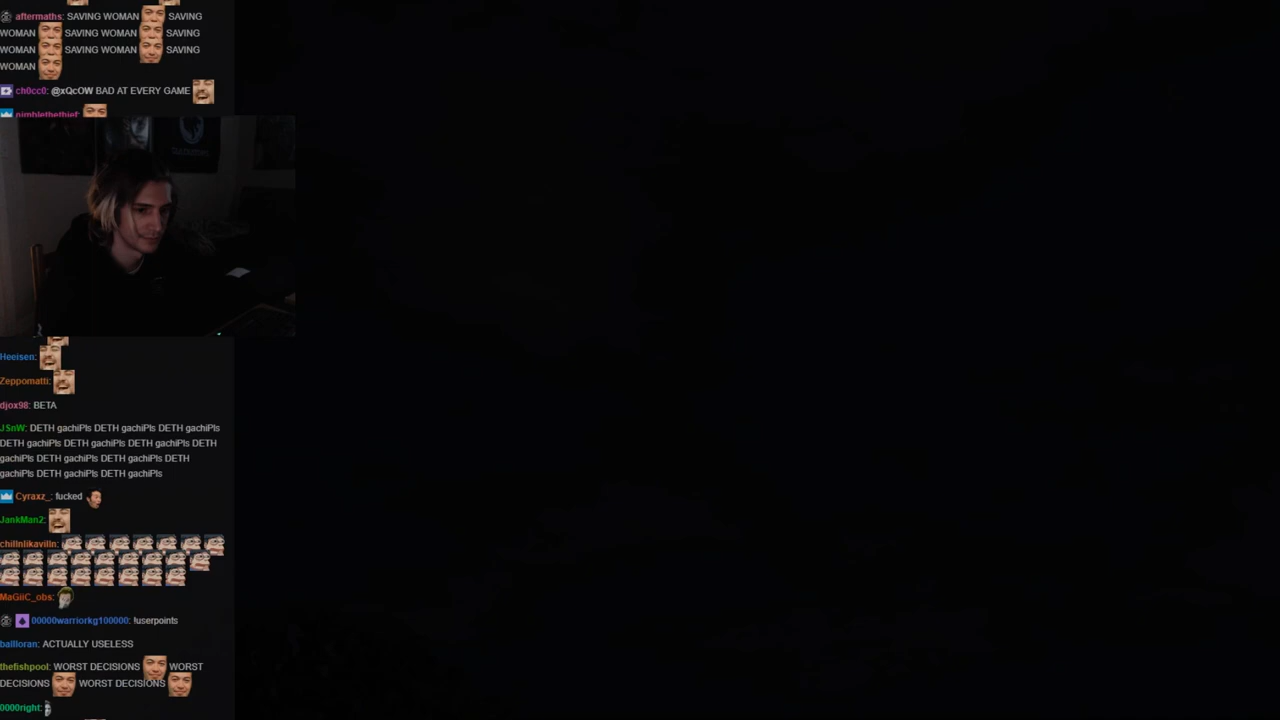 aftermaths: SAVING WOMAN SAVING
WOMAN SAVING WOMAN SAVING
WOMAN SAVING WOMAN SAVING
WOMAN
ch0cc0: @xQcOW BAD AT EVERY GAME
nimblethethief:
Heeisen:
Zeppomatti:
djox98: BETA
JSnW: DETH gachiPls DETH gachiPls DETH gachiPls
DETH gachiPls DETH gachiPls DETH gachiPls DETH
gachiPls DETH gachiPls DETH gachiPls DETH
gachiPls DETH gachiPls DETH gachiPls
Cyraxz_: fucked
JankMan2:
chillnlikavilln:
MaGiiC_obs:
00000warriorkg100000: !userpoints
ballloran: ACTUALLY USELESS
thefishpool: WORST DECISIONS WORST
DECISIONS WORST DECISIONS
0000right: